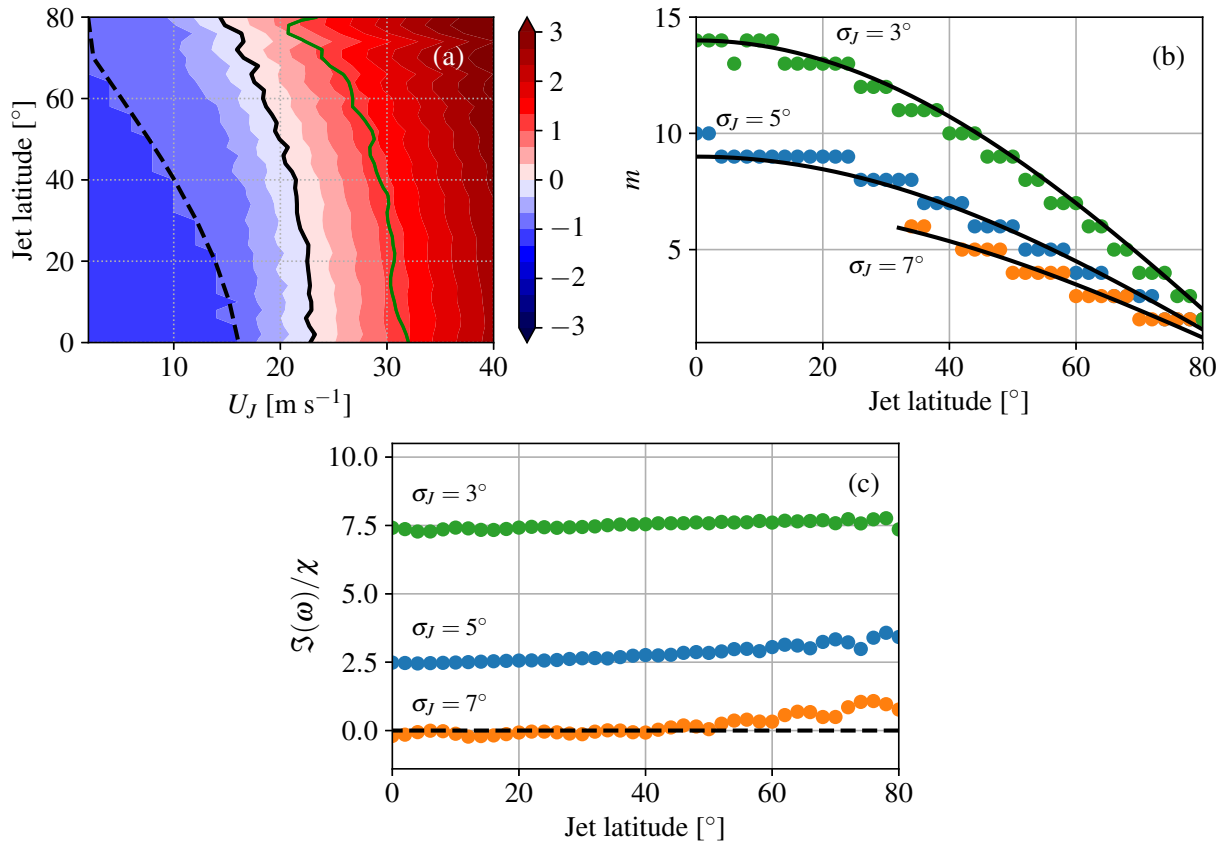 80
60
40
20
0
Jet latitude [°]
10
20
30
40
U_J [m s⁻¹]
(a)
3
2
1
0
−1
−2
−3
15
10
5
m
σ_J = 3°
σ_J = 5°
σ_J = 7°
(b)
0
20
40
60
80
Jet latitude [°]
10.0
7.5
5.0
2.5
0.0
ℑ(ω)/χ
σ_J = 3°
σ_J = 5°
σ_J = 7°
(c)
0
20
40
60
80
Jet latitude [°]